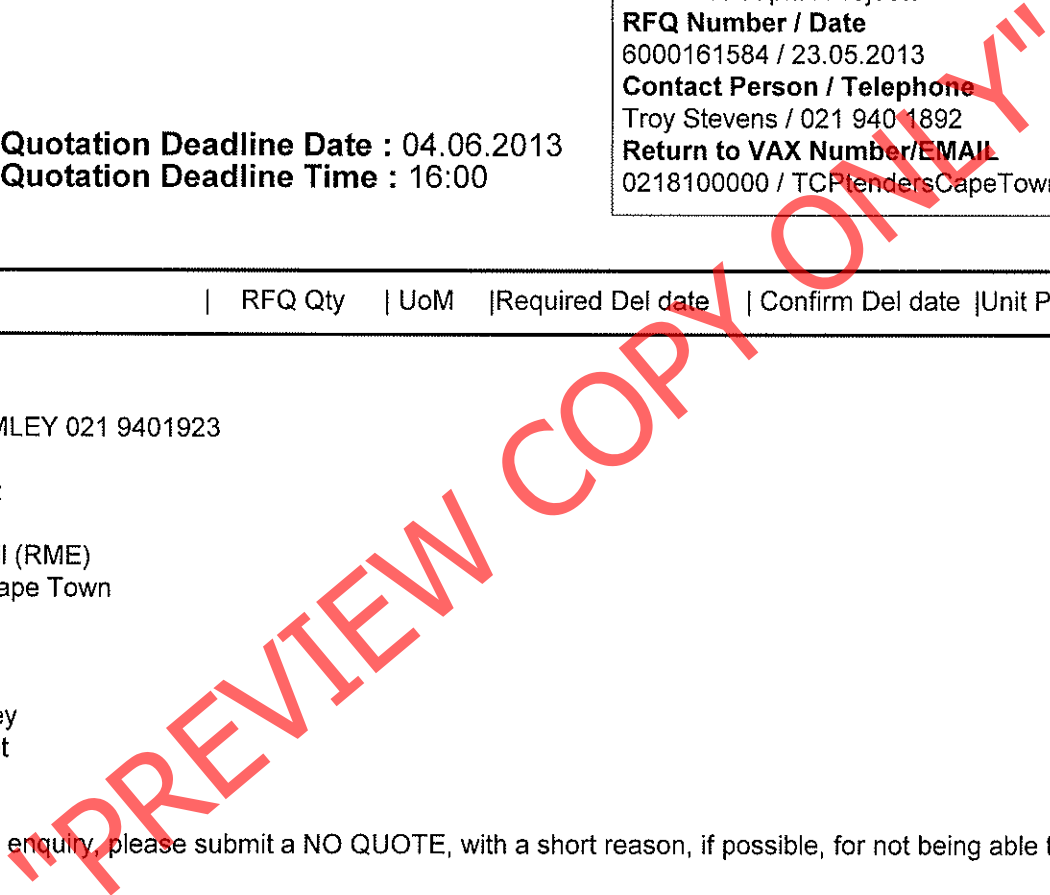 RFQ Number / Date
6000161584 / 23.05.2013
Contact Person / Telephone
Troy Stevens / 021 940 1892
Quotation Deadline Date : 04.06.2013
Return to VAX Number/EMAIL
Quotation Deadline Time : 16:00
0218100000 / TCPtendersCapeTown
| RFQ Qty | UoM |Required Del date | Confirm Del date |Unit P
MLEY 021 9401923
I (RME)
ape Town
ey
t
enquiry, please submit a NO QUOTE, with a short reason, if possible, for not being able t
"PREVIEW COPY ONLY"